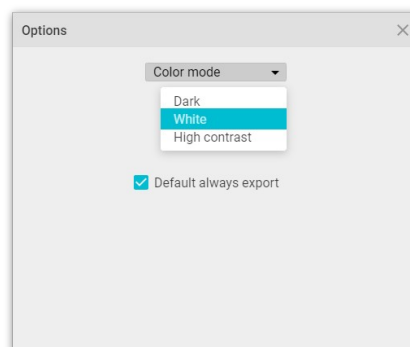 Options
Color mode
Dark
White
High contrast
Default always export